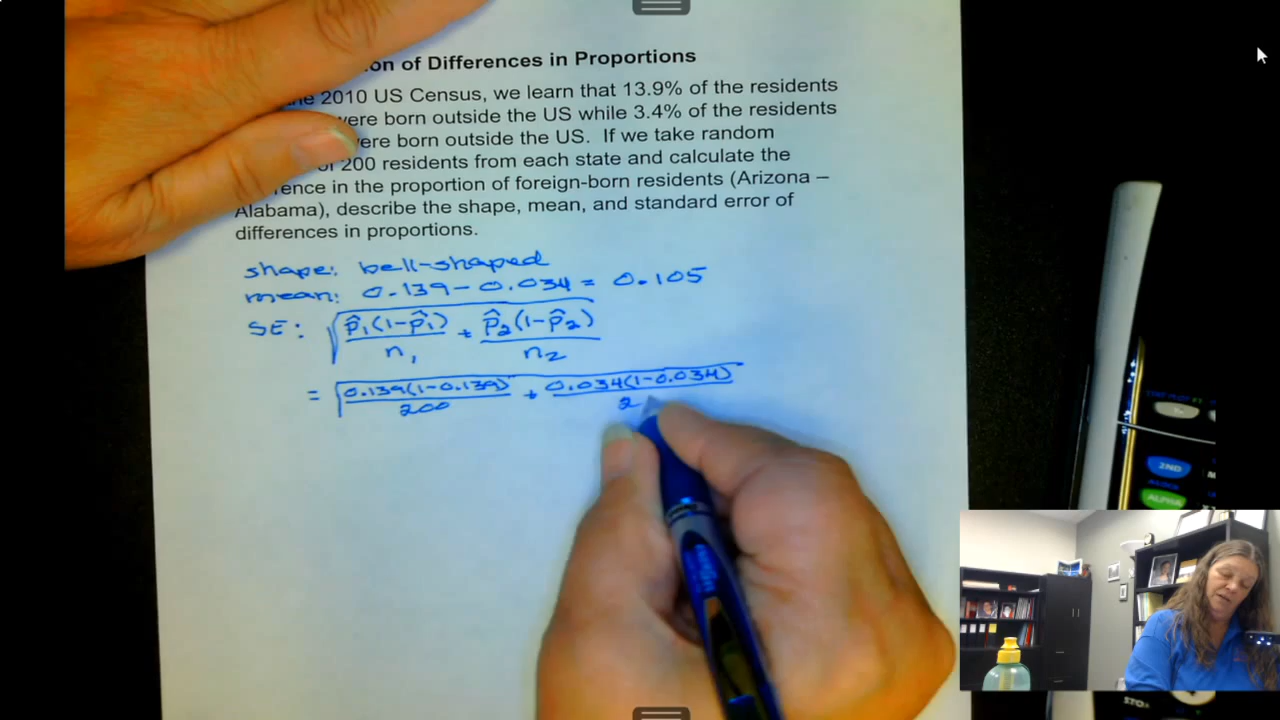 on of Differences in Proportions
e 2010 US Census, we learn that 13.9% of the residents
were born outside the US while 3.4% of the residents
ere born outside the US. If we take random
of 200 residents from each state and calculate the
rence in the proportion of foreign-born residents (Arizona –
Alabama), describe the shape, mean, and standard error of
differences in proportions.
shape: bell-shaped
mean: 0.139 - 0.034 = 0.105
SE: √(p̂₁(1-p̂₁)/n₁ + p̂₂(1-p̂₂)/n₂)
= √(0.139(1-0.139)/200 + 0.034(1-0.034)/2
2ND
ALPHA